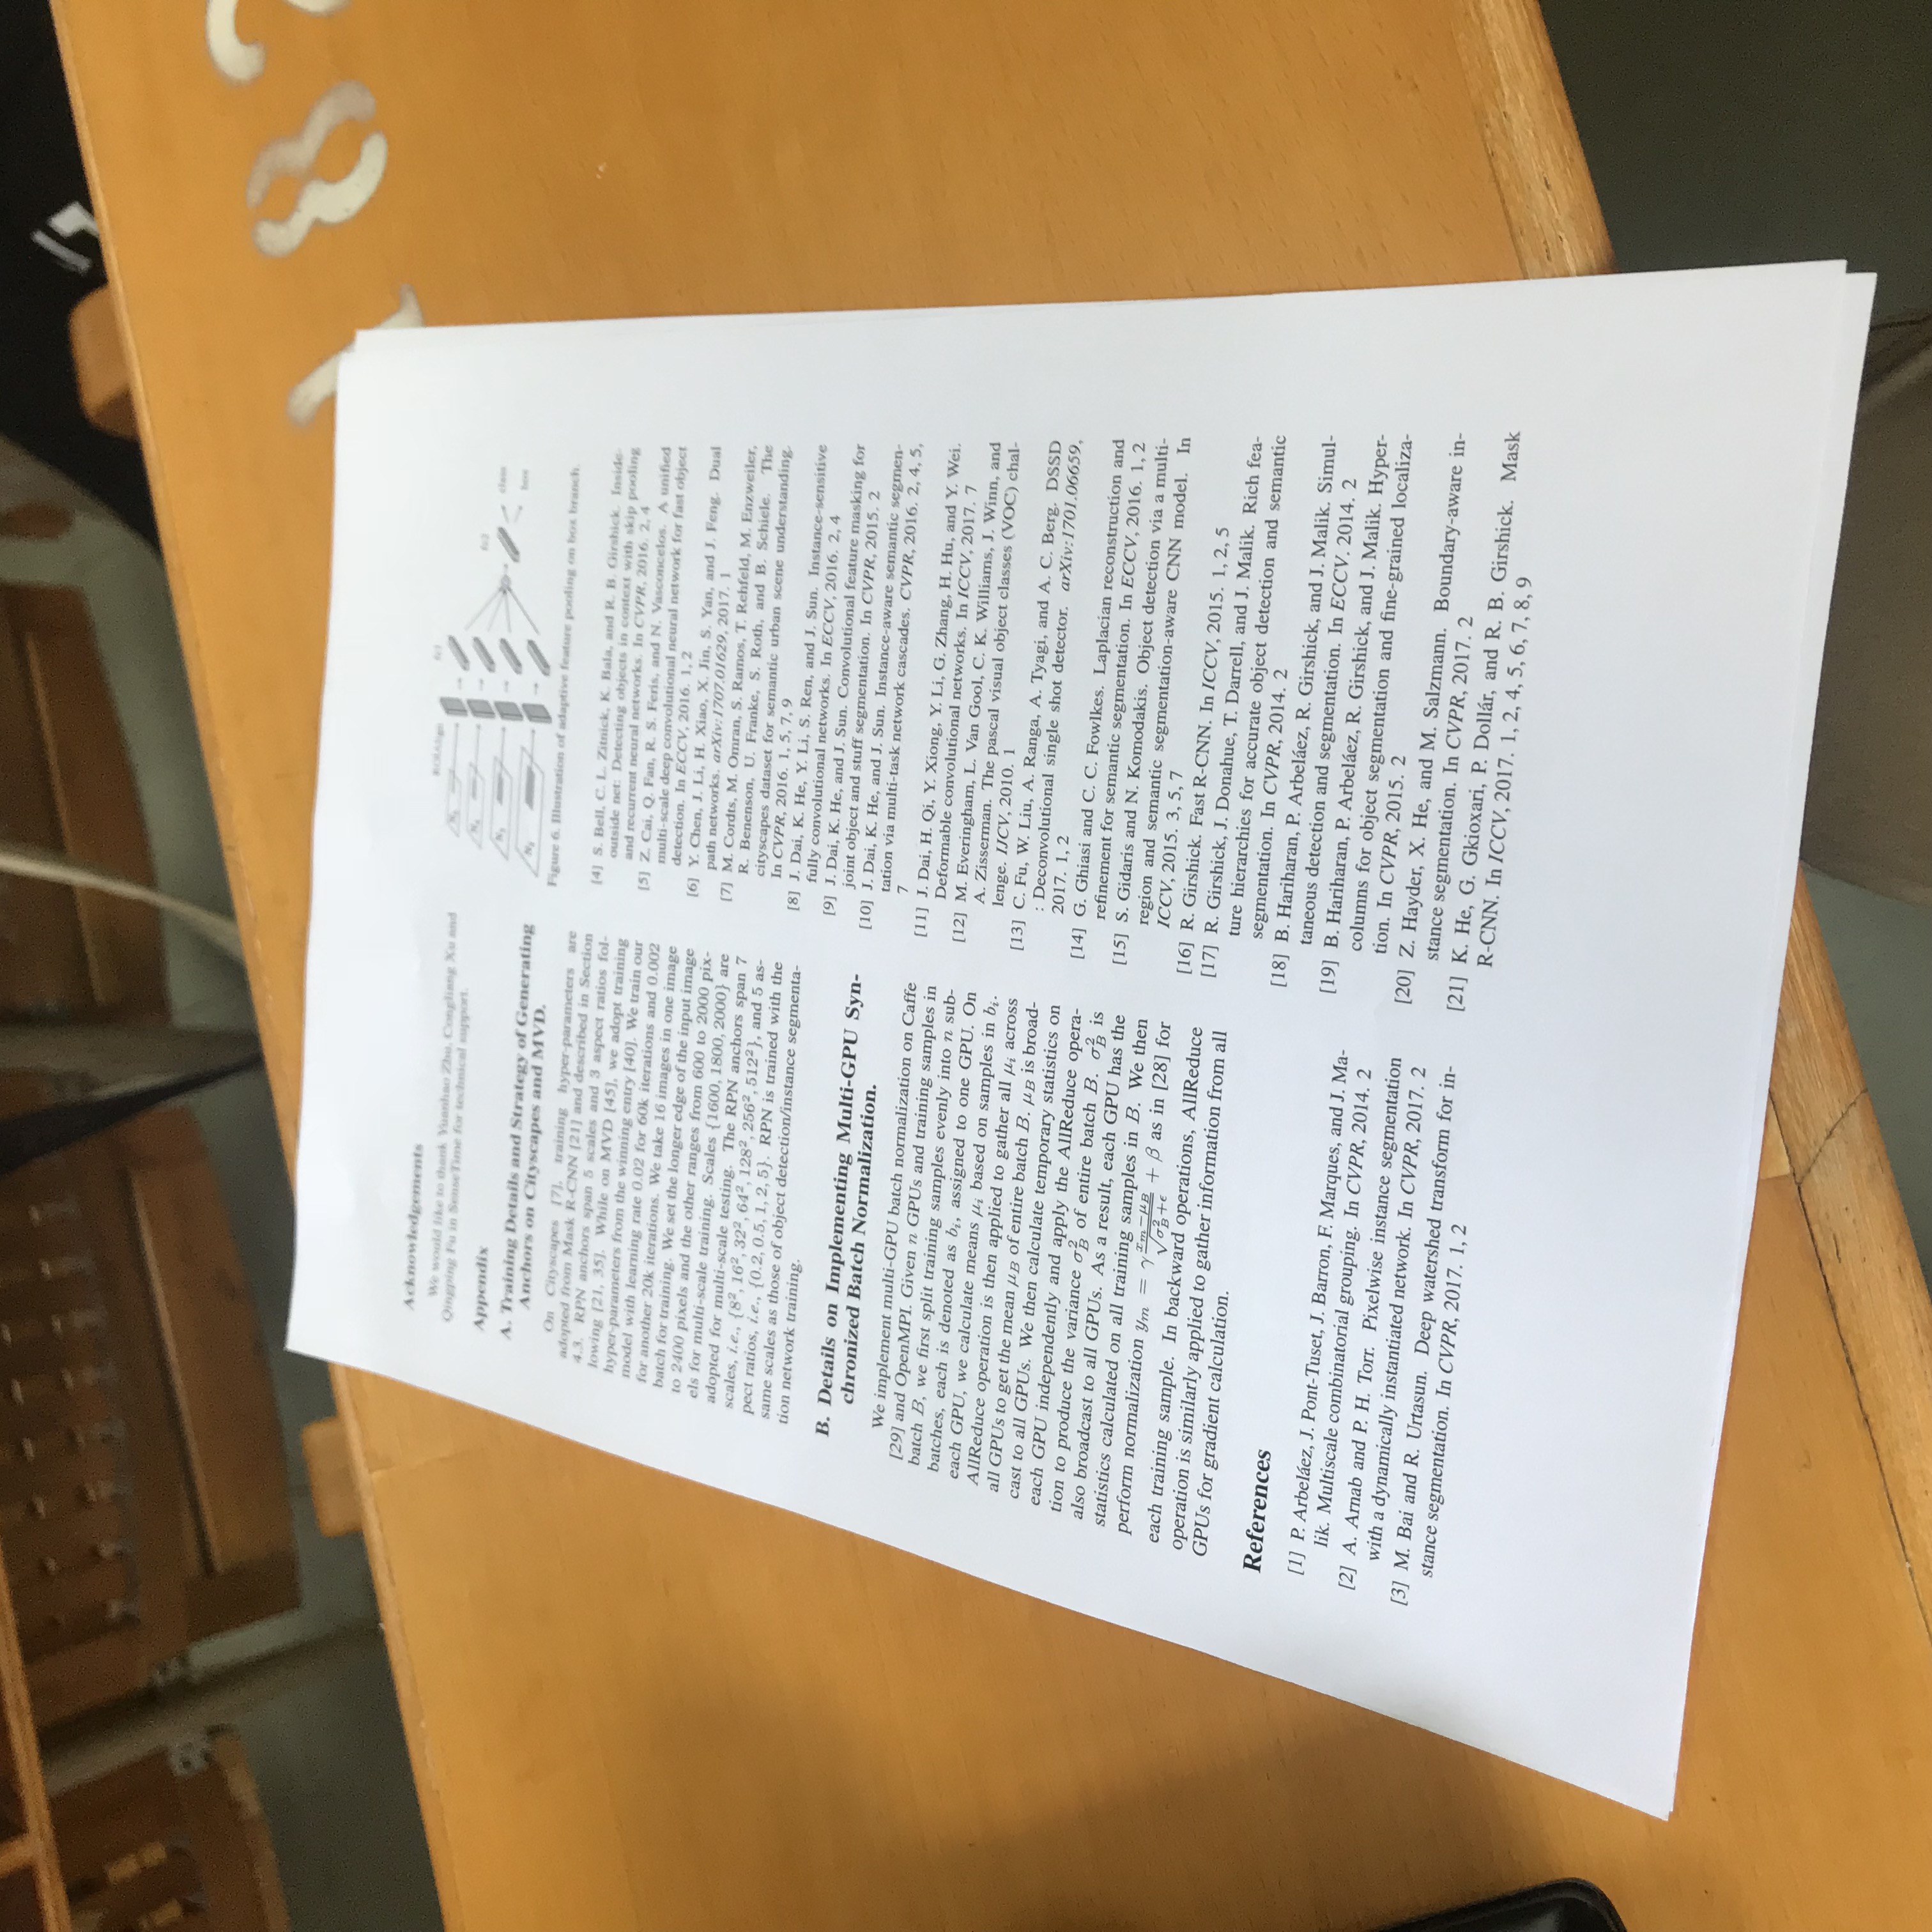 Acknowledgements
We would like to thank Yuanhao Zhu, Congliang Xu and
Qingping Fu in SenseTime for technical support.
Appendix
A. Training Details and Strategy of Generating
Anchors on Cityscapes and MVD.
On Cityscapes [7], training hyper-parameters are
adopted from Mask R-CNN [21] and described in Section
4.3. RPN anchors span 5 scales and 3 aspect ratios fol-
lowing [21, 35]. While on MVD [45], we adopt training
hyper-parameters from the winning entry [40]. We train our
model with learning rate 0.02 for 60k iterations and 0.002
for another 20k iterations. We take 16 images in one image
batch for training. We set the longer edge of the input image
to 2400 pixels and the other ranges from 600 to 2000 pix-
els for multi-scale training. Scales {1600, 1800, 2000} are
adopted for multi-scale testing. The RPN anchors span 7
scales, i.e., {8², 16², 32², 64², 128², 256², 512²}, and 5 as-
pect ratios, i.e., {0.2, 0.5, 1, 2, 5}. RPN is trained with the
same scales as those of object detection/instance segmenta-
tion network training.
B. Details on Implementing Multi-GPU Syn-
chronized Batch Normalization.
We implement multi-GPU batch normalization on Caffe
[29] and OpenMPI. Given n GPUs and training samples in
batch B, we first split training samples evenly into n sub-
batches, each is denoted as bᵢ, assigned to one GPU. On
each GPU, we calculate means μᵢ based on samples in bᵢ.
AllReduce operation is then applied to gather all μᵢ across
all GPUs to get the mean μ_B of entire batch B. μ_B is broad-
cast to all GPUs. We then calculate temporary statistics on
each GPU independently and apply the AllReduce opera-
tion to produce the variance σ²_B of entire batch B. σ²_B is
also broadcast to all GPUs. As a result, each GPU has the
statistics calculated on all training samples in B. We then
perform normalization y_m = γ (x_m − μ_B)/√(σ²_B + ε) + β as in [28] for
each training sample. In backward operations, AllReduce
operation is similarly applied to gather information from all
GPUs for gradient calculation.
References
[1] P. Arbeláez, J. Pont-Tuset, J. Barron, F. Marques, and J. Ma-
lik. Multiscale combinatorial grouping. In CVPR, 2014. 2
[2] A. Arnab and P. H. Torr. Pixelwise instance segmentation
with a dynamically instantiated network. In CVPR, 2017. 2
[3] M. Bai and R. Urtasun. Deep watershed transform for in-
stance segmentation. In CVPR, 2017. 1, 2
ROIAlign
fc1
N₅
N₄
N₃
N₂
fc2
class
box
Figure 6. Illustration of adaptive feature pooling on box branch.
[4] S. Bell, C. L. Zitnick, K. Bala, and R. B. Girshick. Inside-
outside net: Detecting objects in context with skip pooling
and recurrent neural networks. In CVPR, 2016. 2, 4
[5] Z. Cai, Q. Fan, R. S. Feris, and N. Vasconcelos. A unified
multi-scale deep convolutional neural network for fast object
detection. In ECCV, 2016. 1, 2
[6] Y. Chen, J. Li, H. Xiao, X. Jin, S. Yan, and J. Feng. Dual
path networks. arXiv:1707.01629, 2017. 1
[7] M. Cordts, M. Omran, S. Ramos, T. Rehfeld, M. Enzweiler,
R. Benenson, U. Franke, S. Roth, and B. Schiele. The
cityscapes dataset for semantic urban scene understanding.
In CVPR, 2016. 1, 5, 7, 9
[8] J. Dai, K. He, Y. Li, S. Ren, and J. Sun. Instance-sensitive
fully convolutional networks. In ECCV, 2016. 2, 4
[9] J. Dai, K. He, and J. Sun. Convolutional feature masking for
joint object and stuff segmentation. In CVPR, 2015. 2
[10] J. Dai, K. He, and J. Sun. Instance-aware semantic segmen-
tation via multi-task network cascades. CVPR, 2016. 2, 4, 5,
7
[11] J. Dai, H. Qi, Y. Xiong, Y. Li, G. Zhang, H. Hu, and Y. Wei.
Deformable convolutional networks. In ICCV, 2017. 7
[12] M. Everingham, L. Van Gool, C. K. Williams, J. Winn, and
A. Zisserman. The pascal visual object classes (VOC) chal-
lenge. IJCV, 2010. 1
[13] C. Fu, W. Liu, A. Ranga, A. Tyagi, and A. C. Berg. DSSD
: Deconvolutional single shot detector. arXiv:1701.06659,
2017. 1, 2
[14] G. Ghiasi and C. C. Fowlkes. Laplacian reconstruction and
refinement for semantic segmentation. In ECCV, 2016. 1, 2
[15] S. Gidaris and N. Komodakis. Object detection via a multi-
region and semantic segmentation-aware CNN model. In
ICCV, 2015. 3, 5, 7
[16] R. Girshick. Fast R-CNN. In ICCV, 2015. 1, 2, 5
[17] R. Girshick, J. Donahue, T. Darrell, and J. Malik. Rich fea-
ture hierarchies for accurate object detection and semantic
segmentation. In CVPR, 2014. 2
[18] B. Hariharan, P. Arbeláez, R. Girshick, and J. Malik. Simul-
taneous detection and segmentation. In ECCV. 2014. 2
[19] B. Hariharan, P. Arbeláez, R. Girshick, and J. Malik. Hyper-
columns for object segmentation and fine-grained localiza-
tion. In CVPR, 2015. 2
[20] Z. Hayder, X. He, and M. Salzmann. Boundary-aware in-
stance segmentation. In CVPR, 2017. 2
[21] K. He, G. Gkioxari, P. Dollár, and R. B. Girshick. Mask
R-CNN. In ICCV, 2017. 1, 2, 4, 5, 6, 7, 8, 9
18